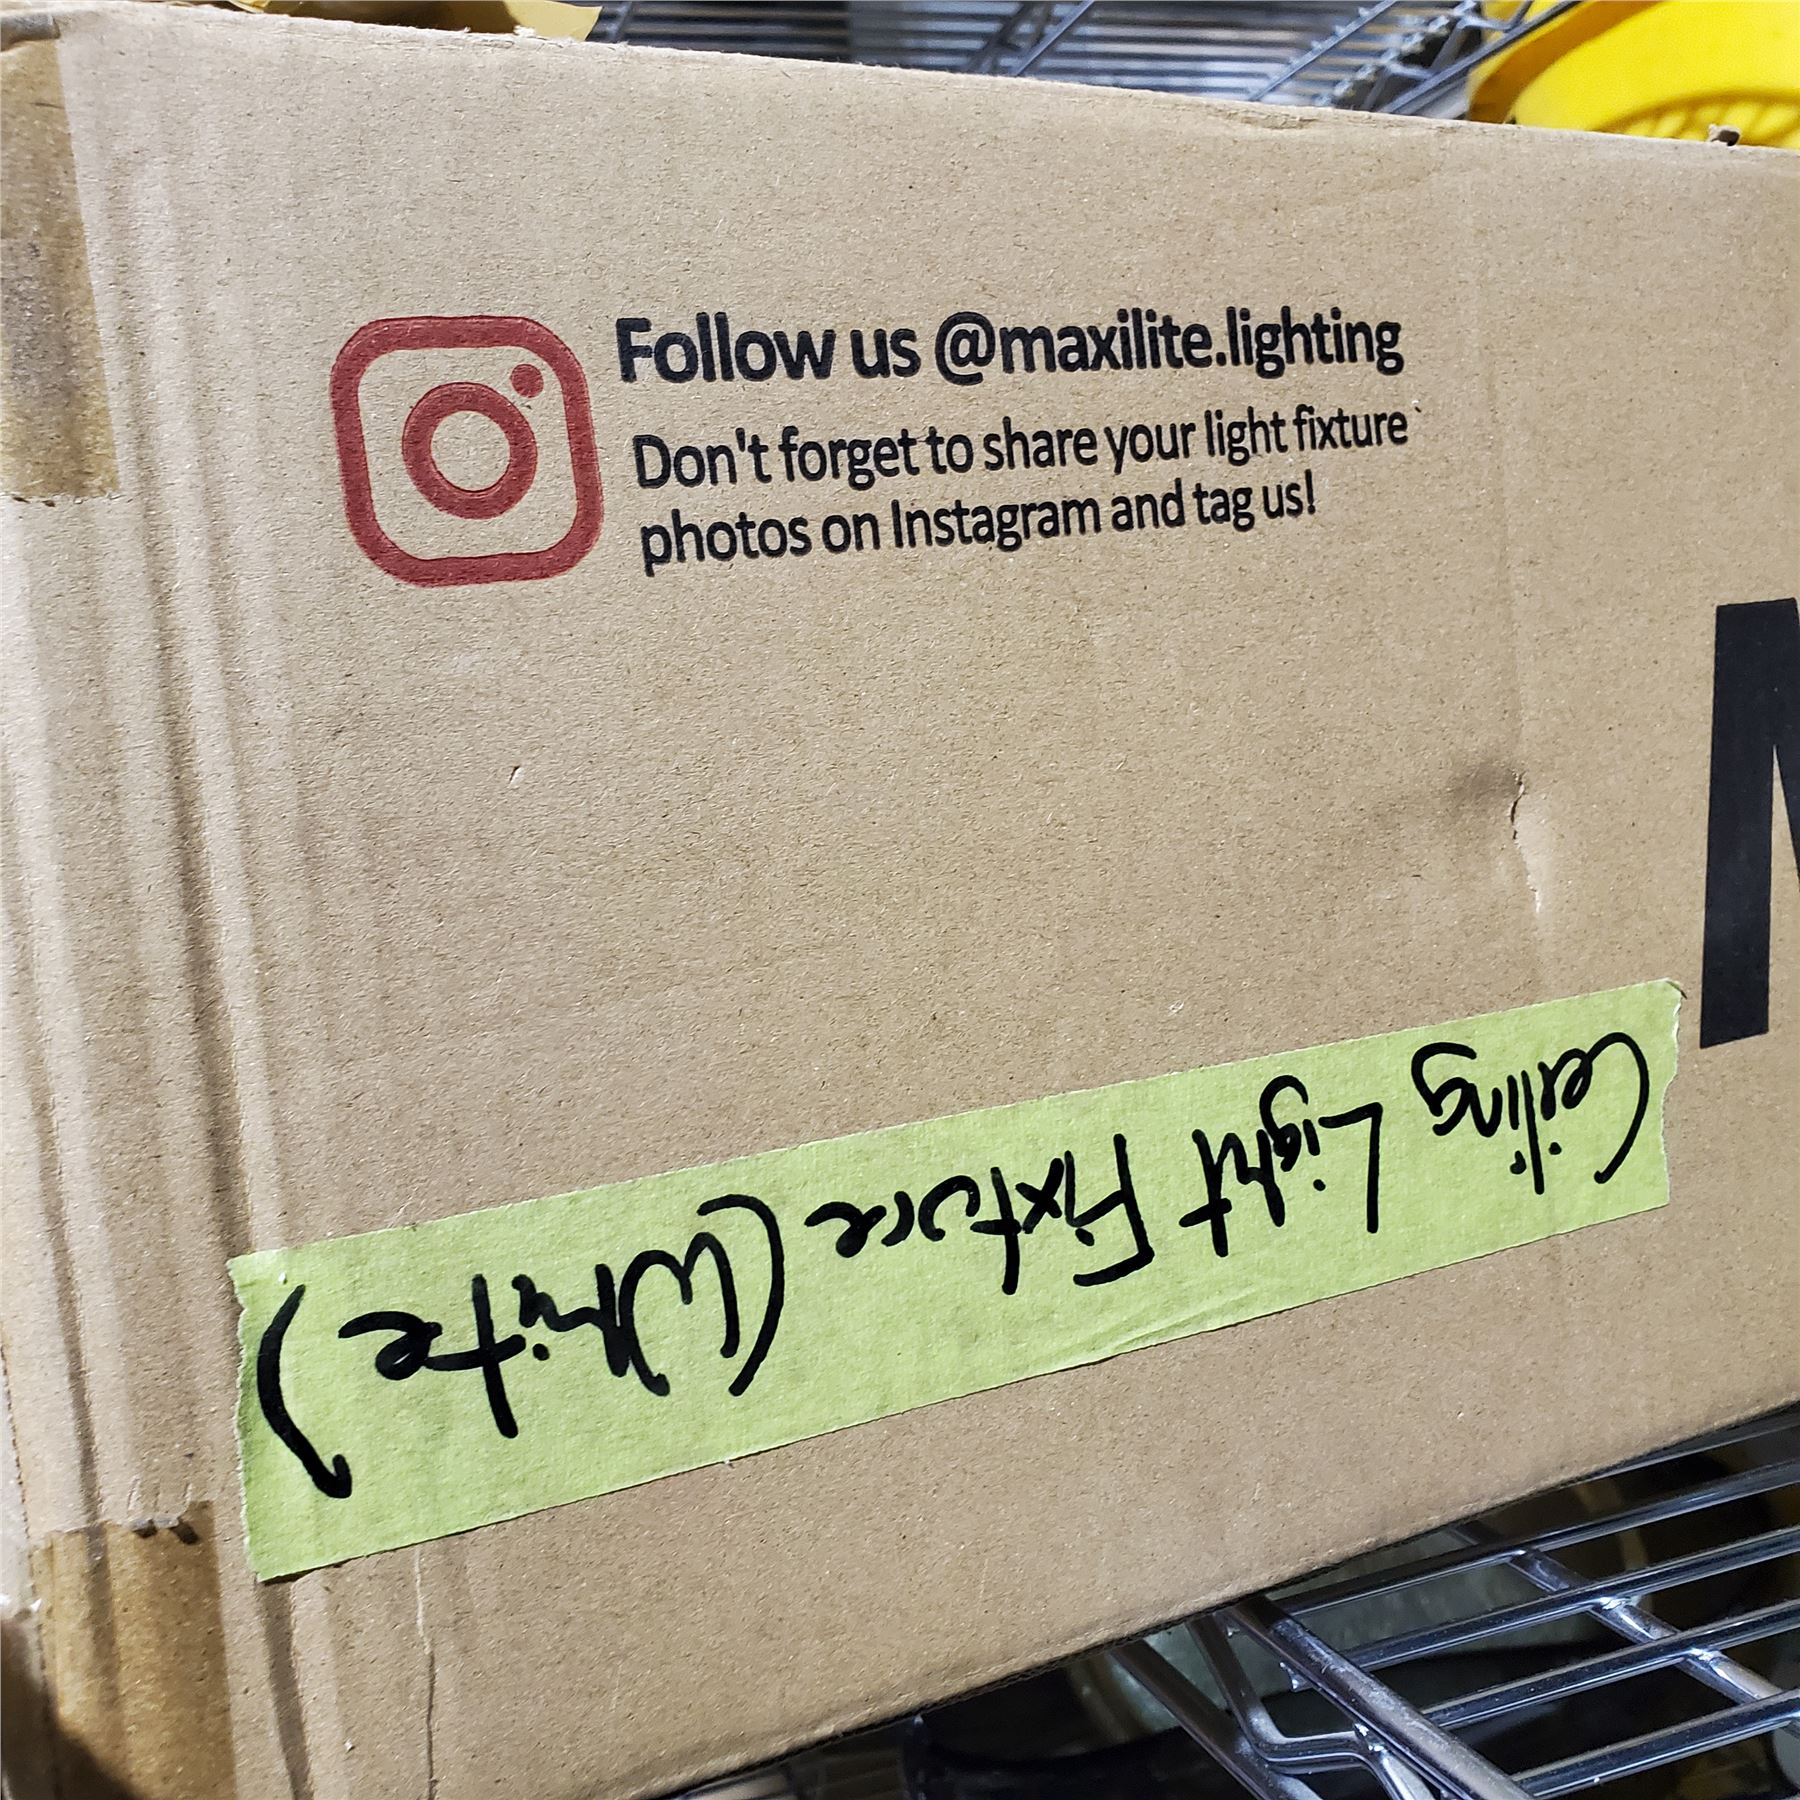 Follow us @maxilite.lighting
Don't forget to share your light fixture
photos on Instagram and tag us!
Ceiling Light Fixture (White)